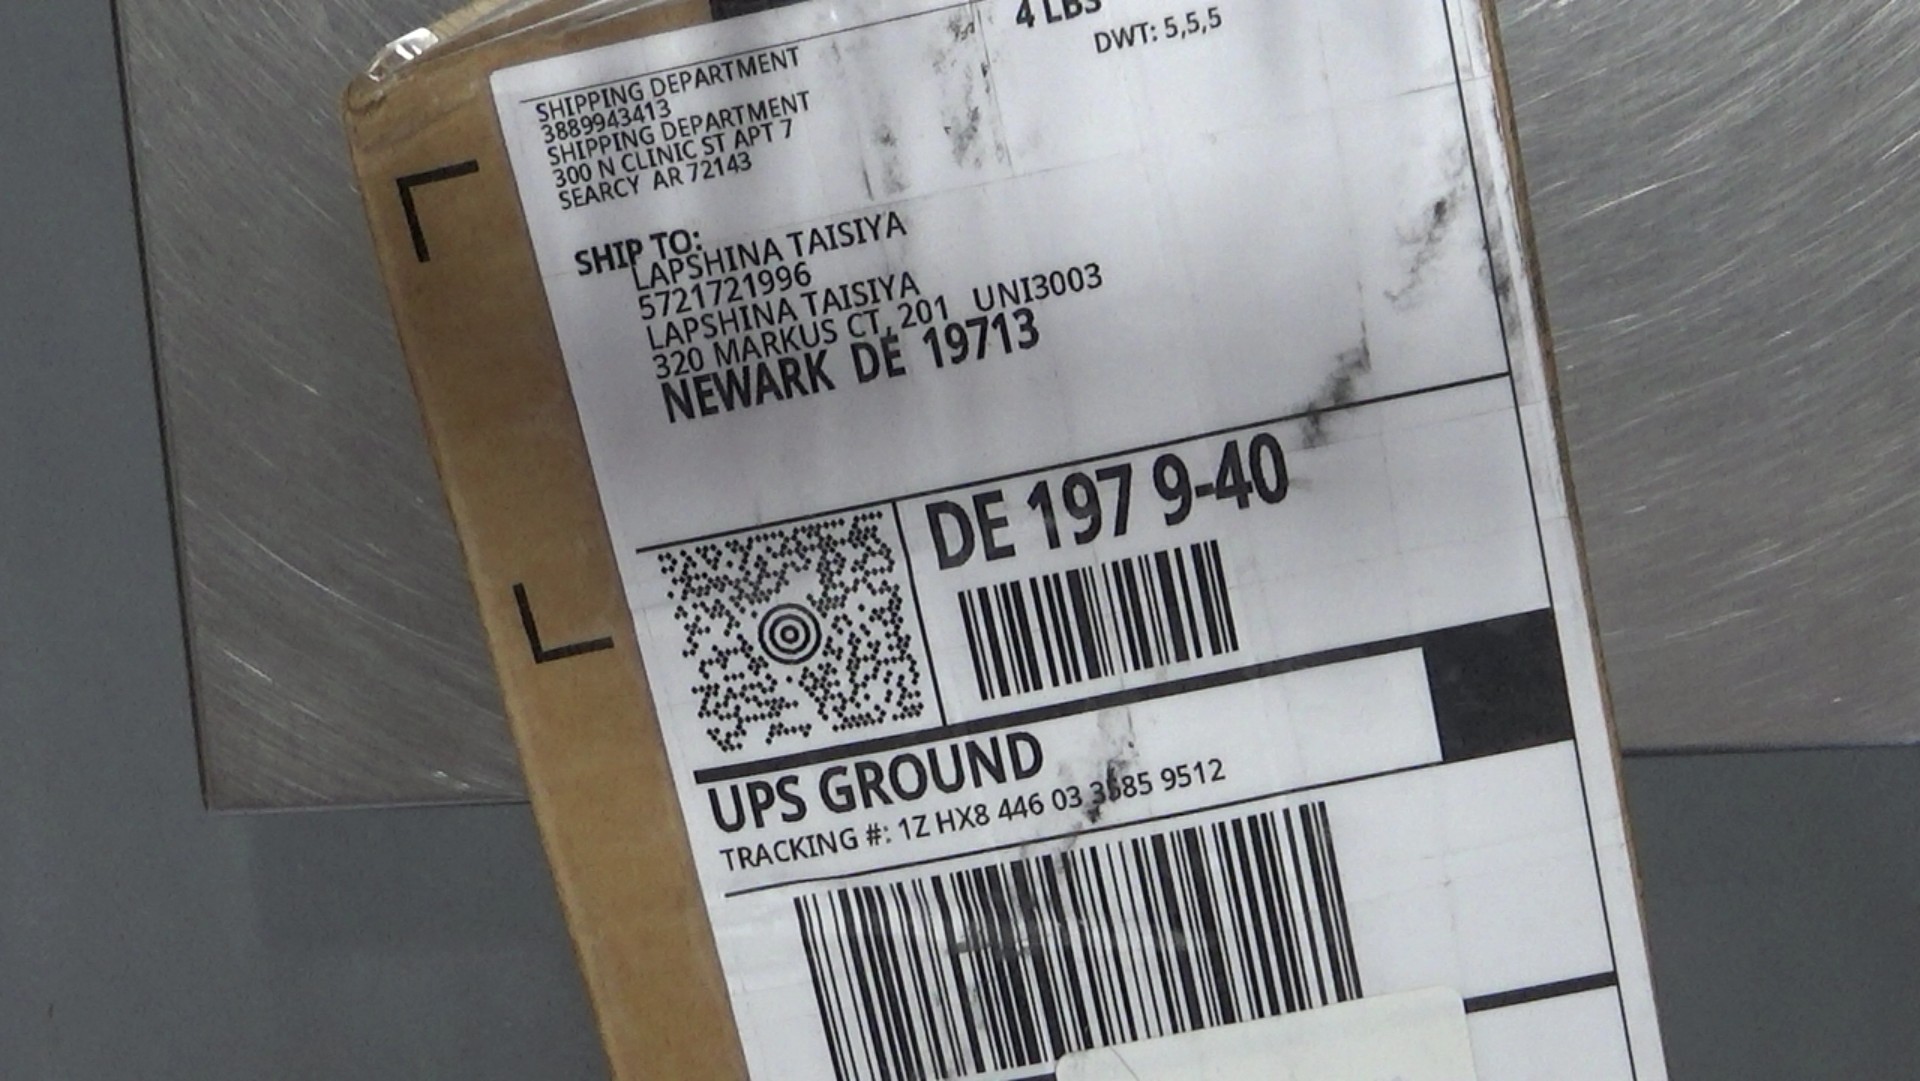 4 LBS
DWT: 5,5,5
SHIPPING DEPARTMENT
3889943413
SHIPPING DEPARTMENT
300 N CLINIC ST APT 7
SEARCY AR 72143
SHIP TO:
LAPSHINA TAISIYA
5721721996
LAPSHINA TAISIYA
320 MARKUS CT, 201 UNI3003
NEWARK DE 19713
DE 197 9-40
UPS GROUND
TRACKING #: 1Z HX8 446 03 3585 9512